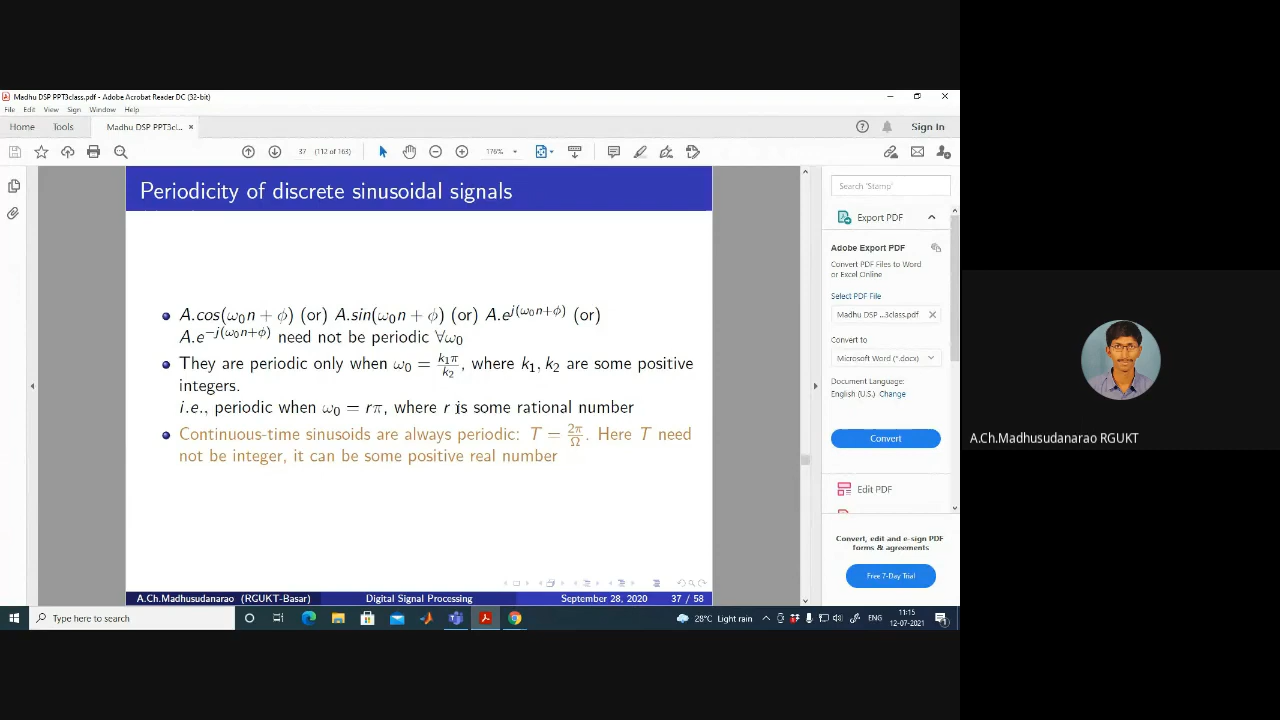 Madhu DSP PPT3class.pdf - Adobe Acrobat Reader DC (32-bit)
File Edit View Sign Window Help
Home Tools Madhu DSP PPT3cl... × Sign In
37 (112 of 163) 176%
Periodicity of discrete sinusoidal signals
A.cos(ω₀n + ϕ) (or) A.sin(ω₀n + ϕ) (or) A.e^{j(ω₀n+ϕ)} (or)
A.e^{−j(ω₀n+ϕ)} need not be periodic ∀ω₀
They are periodic only when ω₀ = k₁π/k₂, where k₁, k₂ are some positive
integers.
i.e., periodic when ω₀ = rπ, where r is some rational number
Continuous-time sinusoids are always periodic: T = 2π/Ω. Here T need
not be integer, it can be some positive real number
A.Ch.Madhusudanarao (RGUKT-Basar) Digital Signal Processing September 28, 2020 37 / 58
Search 'Stamp'
Export PDF
Adobe Export PDF
Convert PDF Files to Word
or Excel Online
Select PDF File
Madhu DSP ...3class.pdf ×
Convert to
Microsoft Word (*.docx)
Document Language:
English (U.S.) Change
Convert
Edit PDF
Convert, edit and e-sign PDF
forms & agreements
Free 7-Day Trial
Type here to search
28°C Light rain
ENG
11:15
12-07-2021
A.Ch.Madhusudanarao RGUKT